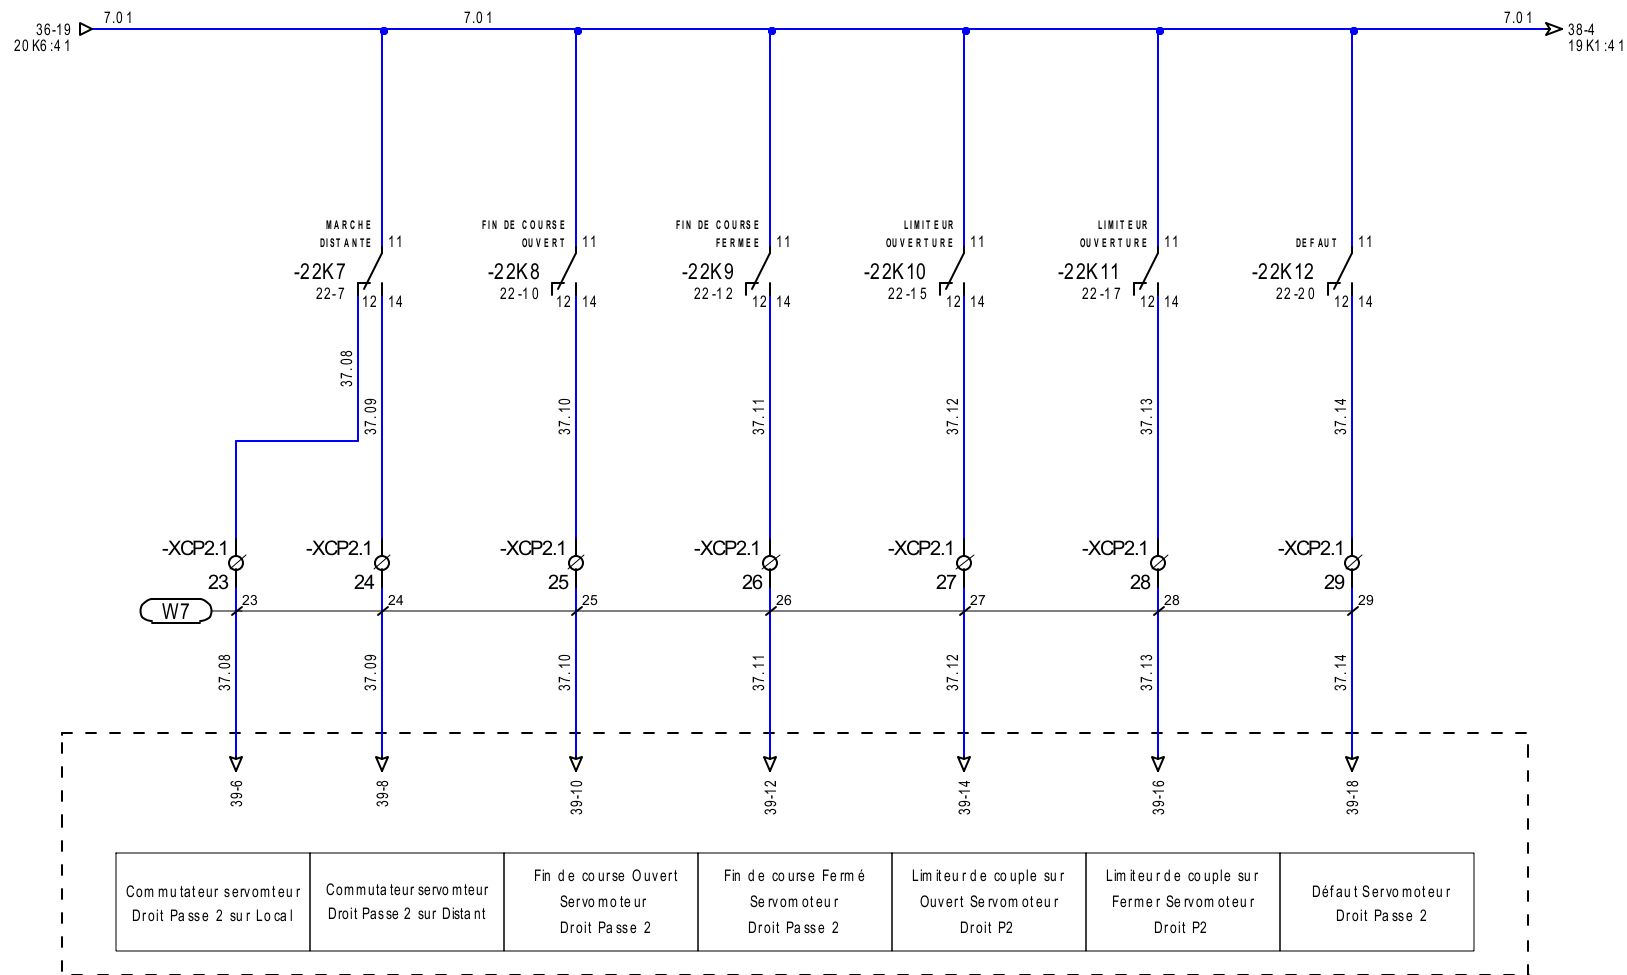 7.01
7.01
7.01
36-19
20K6:41
38-4
19K1:41
MARCHE
DISTANTE
11
-22K7
22-7
12
14
FIN DE COURSE
OUVERT
11
-22K8
22-10
12
14
FIN DE COURSE
FERMEE
11
-22K9
22-12
12
14
LIMITEUR
OUVERTURE
11
-22K10
22-15
12
14
LIMITEUR
OUVERTURE
11
-22K11
22-17
12
14
DEFAUT
11
-22K12
22-20
12
14
37.08
37.09
37.10
37.11
37.12
37.13
37.14
-XCP2.1
23
-XCP2.1
24
-XCP2.1
25
-XCP2.1
26
-XCP2.1
27
-XCP2.1
28
-XCP2.1
29
W7
23
24
25
26
27
28
29
37.08
37.09
37.10
37.11
37.12
37.13
37.14
39-6
39-8
39-10
39-12
39-14
39-16
39-18
Commutateur servomteur
Droit Passe 2 sur Local
Commutateur servomteur
Droit Passe 2 sur Distant
Fin de course Ouvert
Servomoteur
Droit Passe 2
Fin de course Fermé
Servomoteur
Droit Passe 2
Limiteur de couple sur
Ouvert Servomoteur
Droit P2
Limiteur de couple sur
Fermer Servomoteur
Droit P2
Défaut Servomoteur
Droit Passe 2